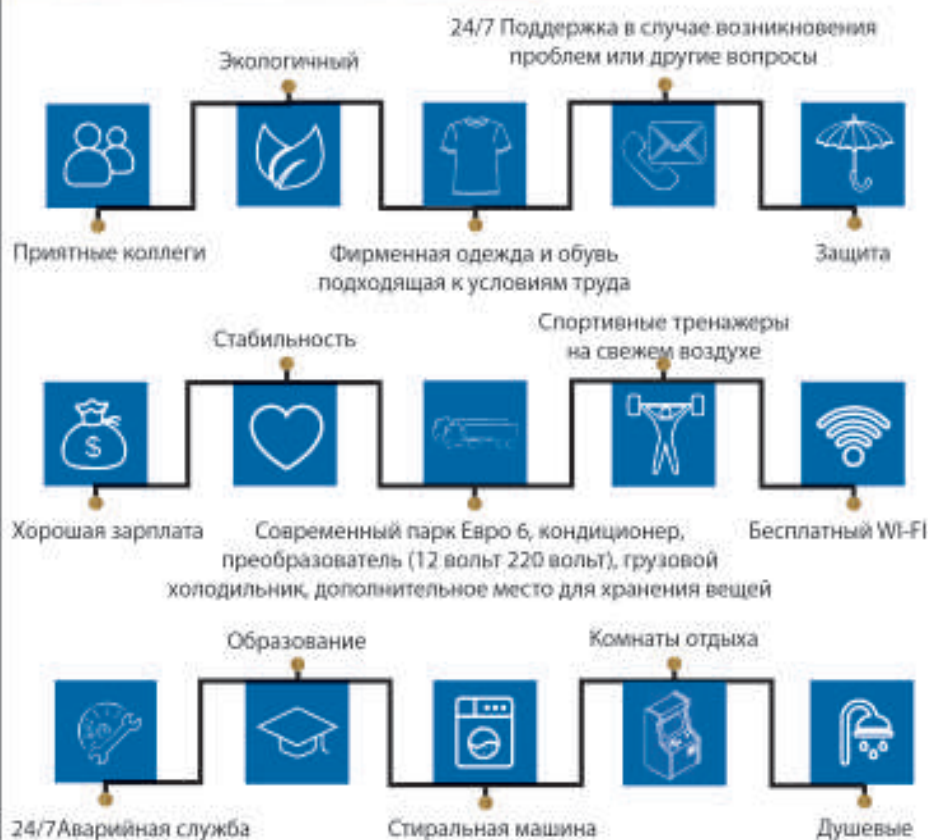 24/7 Поддержка в случае возникновения
проблем или другие вопросы
Экологичный
Приятные коллеги
Фирменная одежда и обувь
подходящая к условиям труда
Защита
Спортивные тренажеры
на свежем воздухе
Стабильность
$
Хорошая зарплата
Современный парк Евро 6, кондиционер,
преобразователь (12 вольт 220 вольт), грузовой
холодильник, дополнительное место для хранения вещей
Бесплатный WI-FI
Образование
Комнаты отдыха
24/7Аварийная служба
Стиральная машина
Душевые